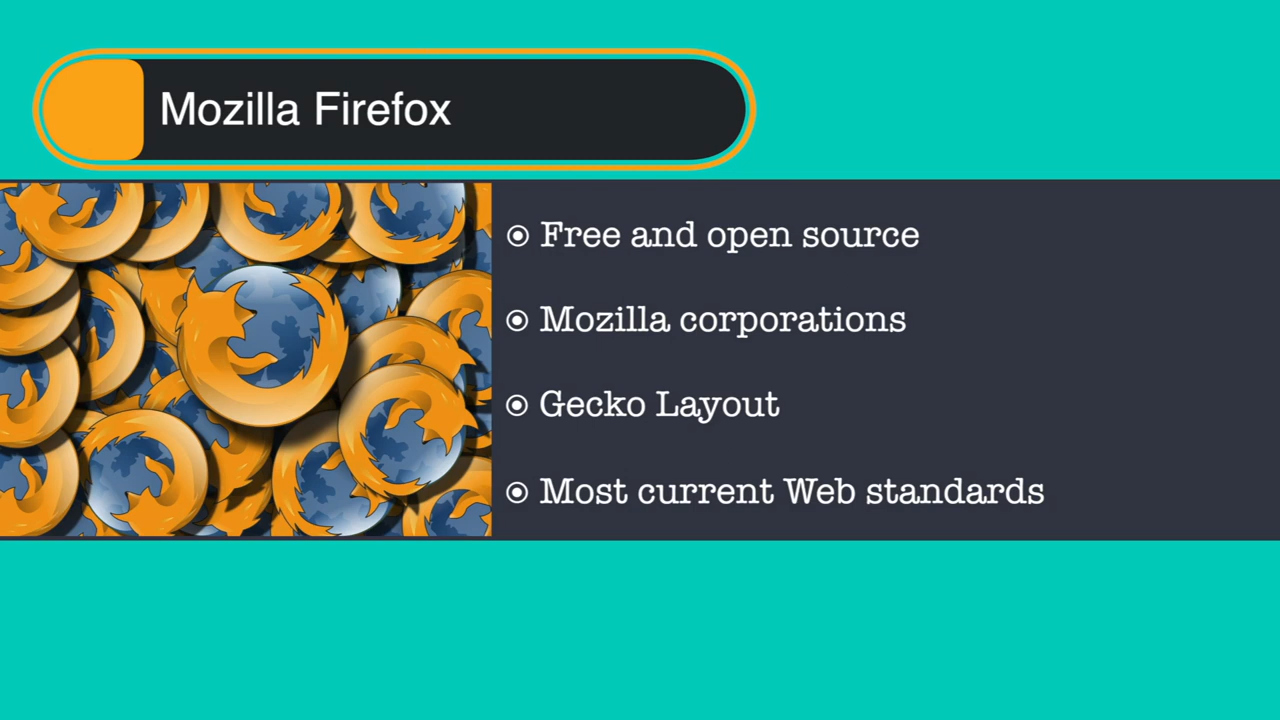 Mozilla Firefox
Free and open source
Mozilla corporations
Gecko Layout
Most current Web standards